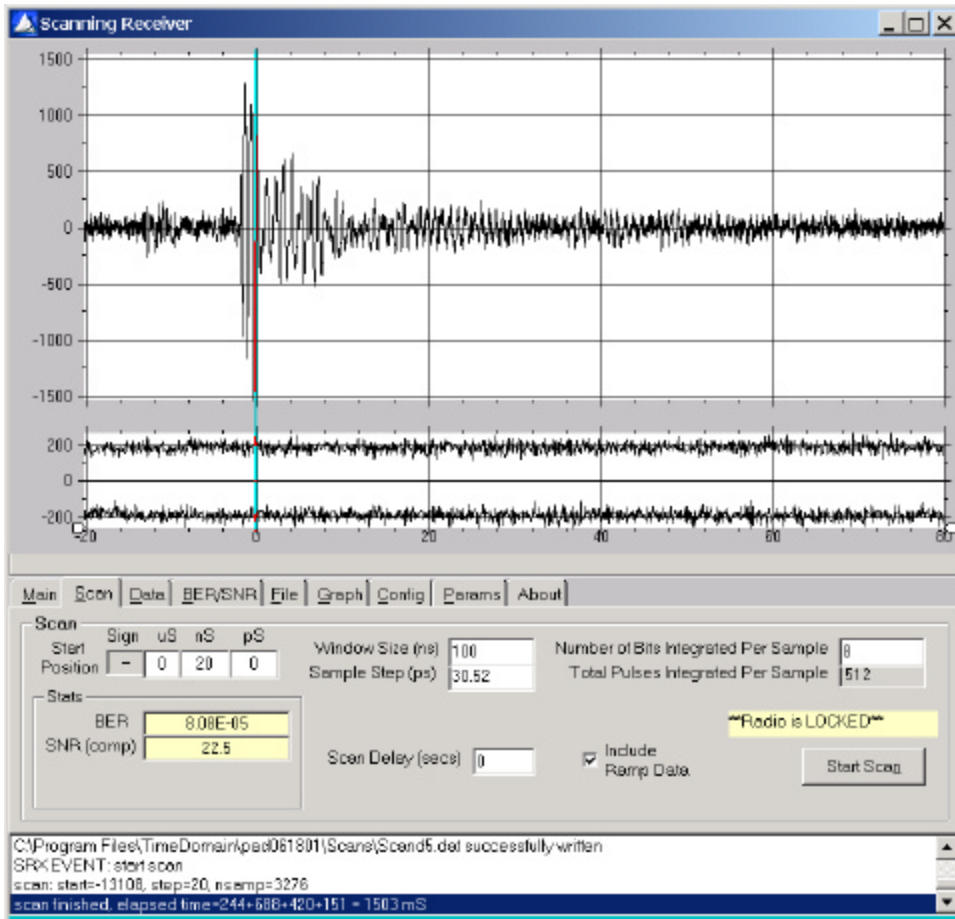 Scanning Receiver
1500
1000
500
0
-500
-1000
-1500
200
0
-200
-20 0 20 40 60 80
Main Scan Data BER/SNR File Graph Config Params About
Scan
Sign uS nS pS
Start Position - 0 20 0
Window Size (ns) 100
Sample Step (ps) 30.52
Number of Bits Integrated Per Sample 8
Total Pulses Integrated Per Sample 512
Stats
BER 8.08E-05
SNR (comp) 22.5
**Radio is LOCKED**
Scan Delay (secs) 0
Include Ramp Data
Start Scan
C:\Program Files\TimeDomain\pad061801\Scans\Scand5.dat successfully written
SRX EVENT: start scan
scan: start=-13108, step=20, nsamp=3276
scan finished, elapsed time=244+688+420+151 = 1503 mS